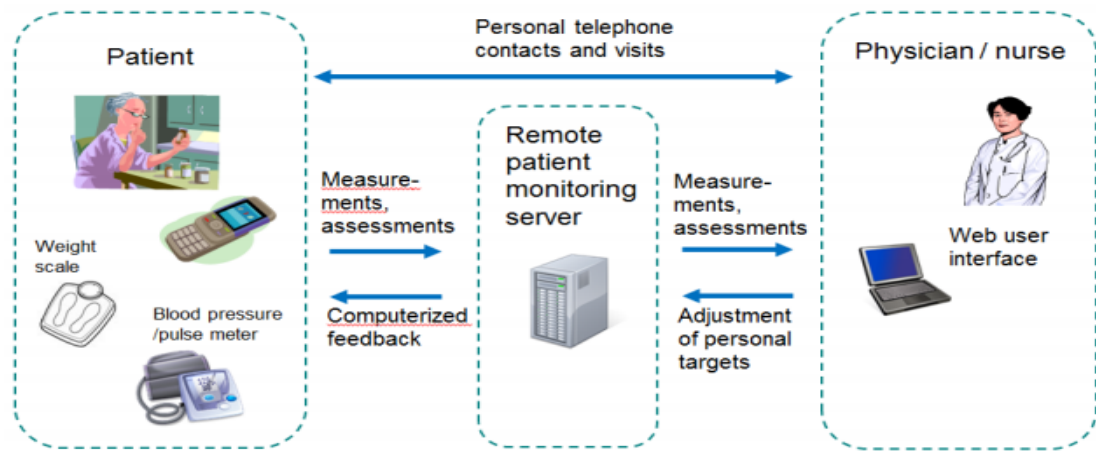 Patient
Weight
scale
Blood pressure
/pulse meter
Measure-
ments,
assessments
Computerized
feedback
Personal telephone
contacts and visits
Remote
patient
monitoring
server
Measure-
ments,
assessments
Adjustment
of personal
targets
Physician / nurse
Web user
interface